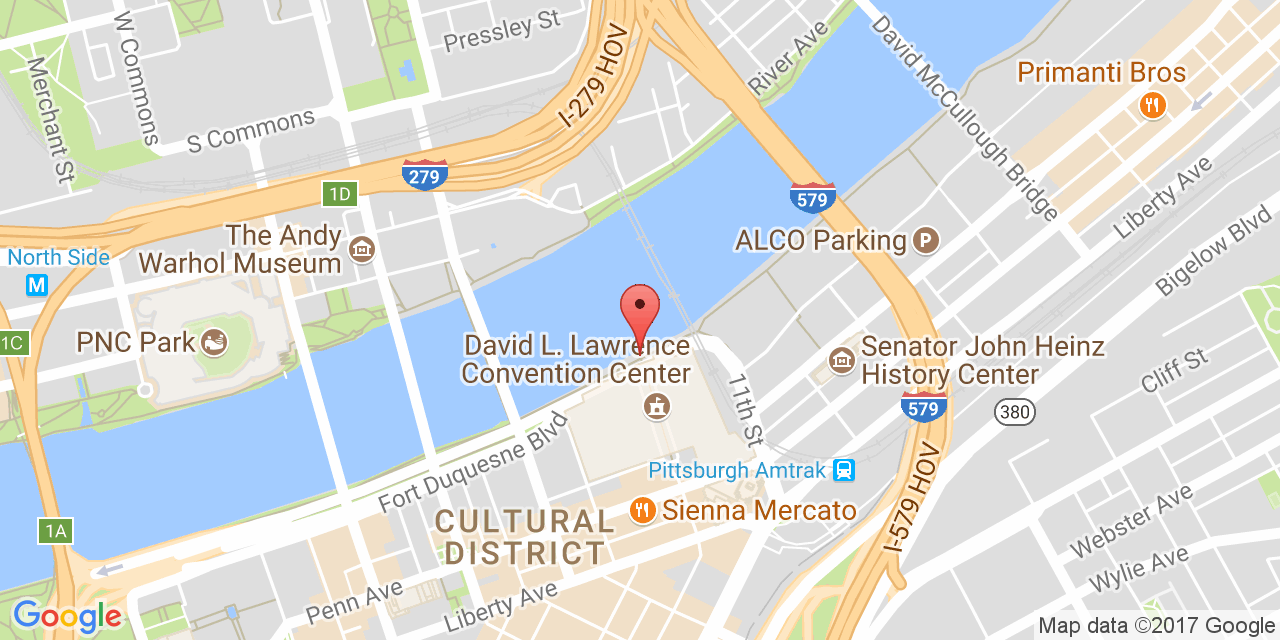 Pressley St
W Commons
Merchant St
S Commons
I-279 HOV
River Ave
David McCullough Bridge
Primanti Bros
279
1D
579
Liberty Ave
Bigelow Blvd
The Andy
Warhol Museum
ALCO Parking
P
North Side
M
PNC Park
1C
David L. Lawrence
Convention Center
Senator John Heinz
History Center
Cliff St
11th St
579
380
Fort Duquesne Blvd
Pittsburgh Amtrak
I-579 HOV
Sienna Mercato
CULTURAL
DISTRICT
1A
Webster Ave
Wylie Ave
Penn Ave
Liberty Ave
Google
Map data ©2017 Google